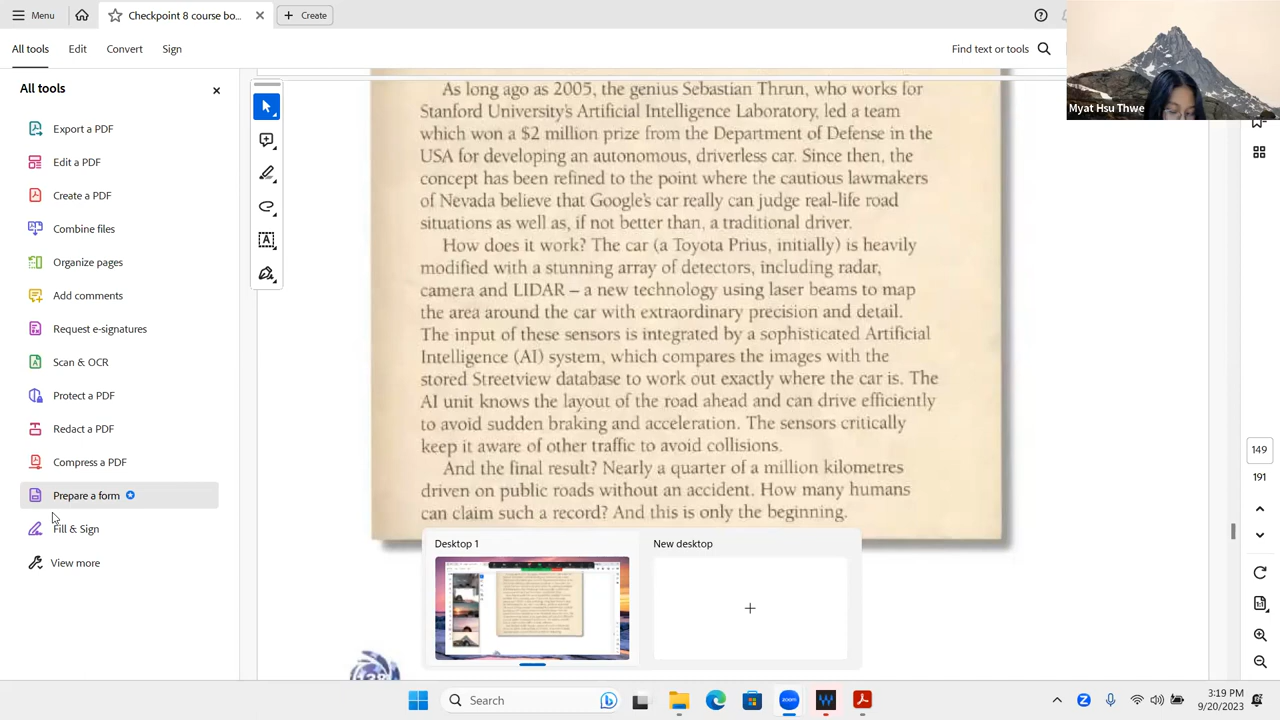 Menu
Checkpoint 8 course bo...
Create
All tools
Edit
Convert
Sign
Find text or tools
Myat Hsu Thwe
All tools
Export a PDF
Edit a PDF
Create a PDF
Combine files
Organize pages
Add comments
Request e-signatures
Scan & OCR
Protect a PDF
Redact a PDF
Compress a PDF
Prepare a form
Fill & Sign
View more
As long ago as 2005, the genius Sebastian Thrun, who works for
Stanford University's Artificial Intelligence Laboratory, led a team
which won a $2 million prize from the Department of Defense in the
USA for developing an autonomous, driverless car. Since then, the
concept has been refined to the point where the cautious lawmakers
of Nevada believe that Google's car really can judge real-life road
situations as well as, if not better than, a traditional driver.
How does it work? The car (a Toyota Prius, initially) is heavily
modified with a stunning array of detectors, including radar,
camera and LIDAR – a new technology using laser beams to map
the area around the car with extraordinary precision and detail.
The input of these sensors is integrated by a sophisticated Artificial
Intelligence (AI) system, which compares the images with the
stored Streetview database to work out exactly where the car is. The
AI unit knows the layout of the road ahead and can drive efficiently
to avoid sudden braking and acceleration. The sensors critically
keep it aware of other traffic to avoid collisions.
And the final result? Nearly a quarter of a million kilometres
driven on public roads without an accident. How many humans
can claim such a record? And this is only the beginning.
149
191
Desktop 1
New desktop
Search
3:19 PM
9/20/2023